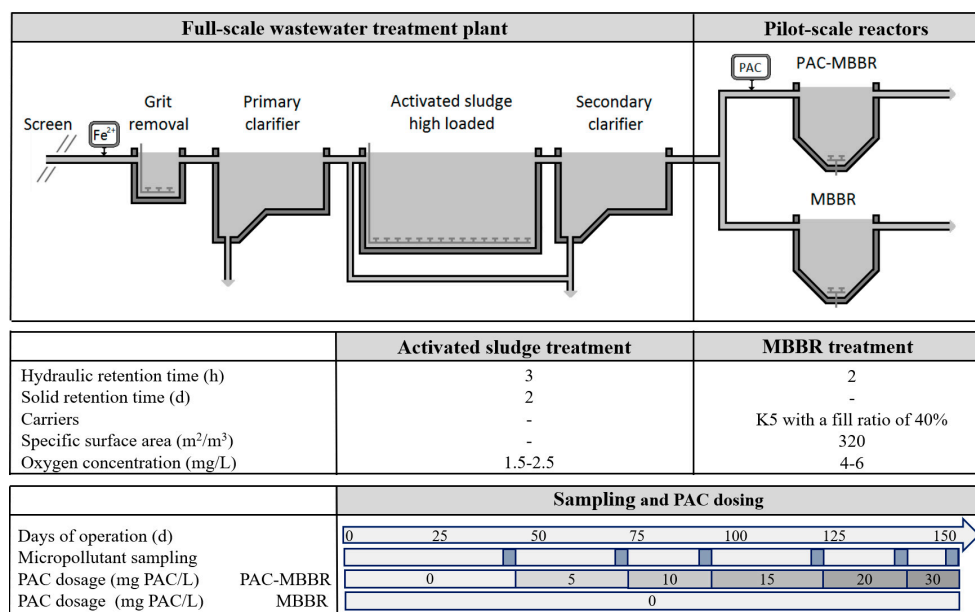 Full-scale wastewater treatment plant
Pilot-scale reactors
PAC
PAC-MBBR
Screen
Fe²⁺
Grit removal
Primary clarifier
Activated sludge high loaded
Secondary clarifier
MBBR
Activated sludge treatment MBBR treatment
Hydraulic retention time (h) 3 2
Solid retention time (d) 2 -
Carriers - K5 with a fill ratio of 40%
Specific surface area (m²/m³) - 320
Oxygen concentration (mg/L) 1.5-2.5 4-6
Sampling and PAC dosing
Days of operation (d) 0 25 50 75 100 125 150
Micropollutant sampling
PAC dosage (mg PAC/L) PAC-MBBR 0 5 10 15 20 30
PAC dosage (mg PAC/L) MBBR 0